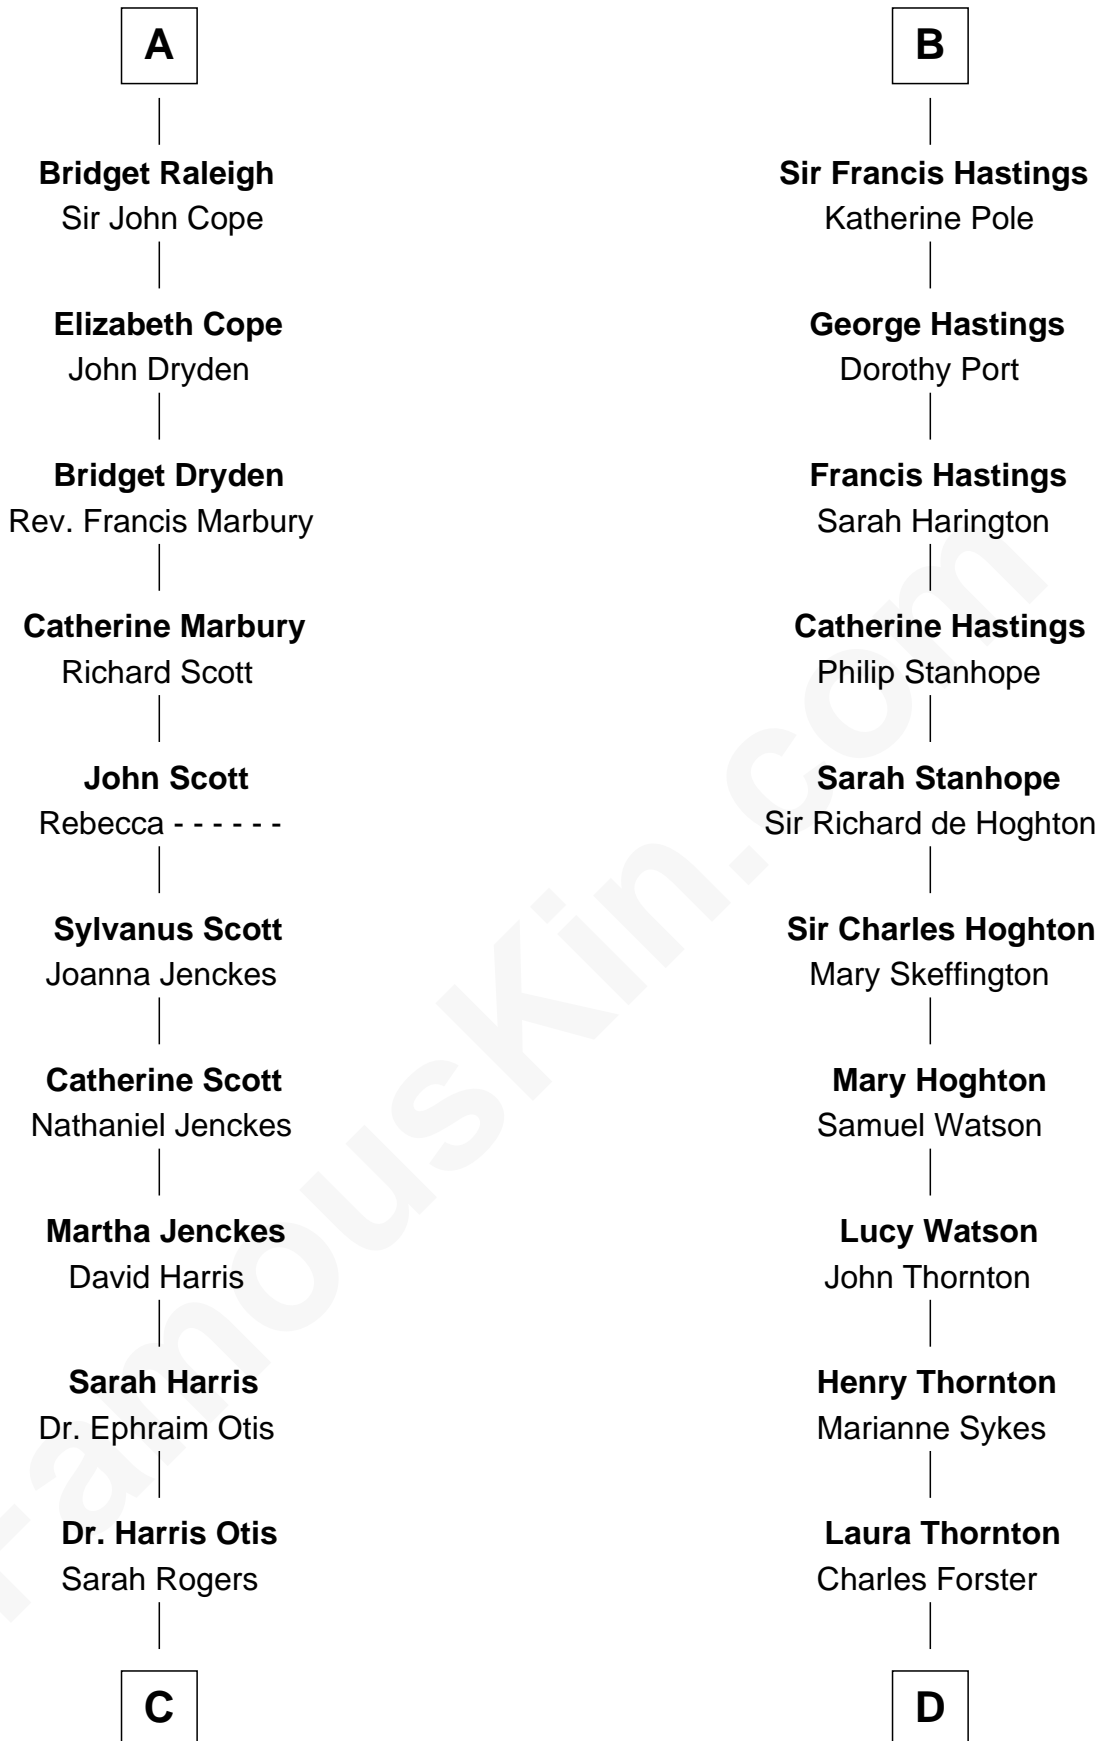 A
Bridget Raleigh
Sir John Cope
Elizabeth Cope
John Dryden
Bridget Dryden
Rev. Francis Marbury
Catherine Marbury
Richard Scott
John Scott
Rebecca - - - - - -
Sylvanus Scott
Joanna Jenckes
Catherine Scott
Nathaniel Jenckes
Martha Jenckes
David Harris
Sarah Harris
Dr. Ephraim Otis
Dr. Harris Otis
Sarah Rogers
C
B
Sir Francis Hastings
Katherine Pole
George Hastings
Dorothy Port
Francis Hastings
Sarah Harington
Catherine Hastings
Philip Stanhope
Sarah Stanhope
Sir Richard de Hoghton
Sir Charles Hoghton
Mary Skeffington
Mary Hoghton
Samuel Watson
Lucy Watson
John Thornton
Henry Thornton
Marianne Sykes
Laura Thornton
Charles Forster
D
FamousKin.com